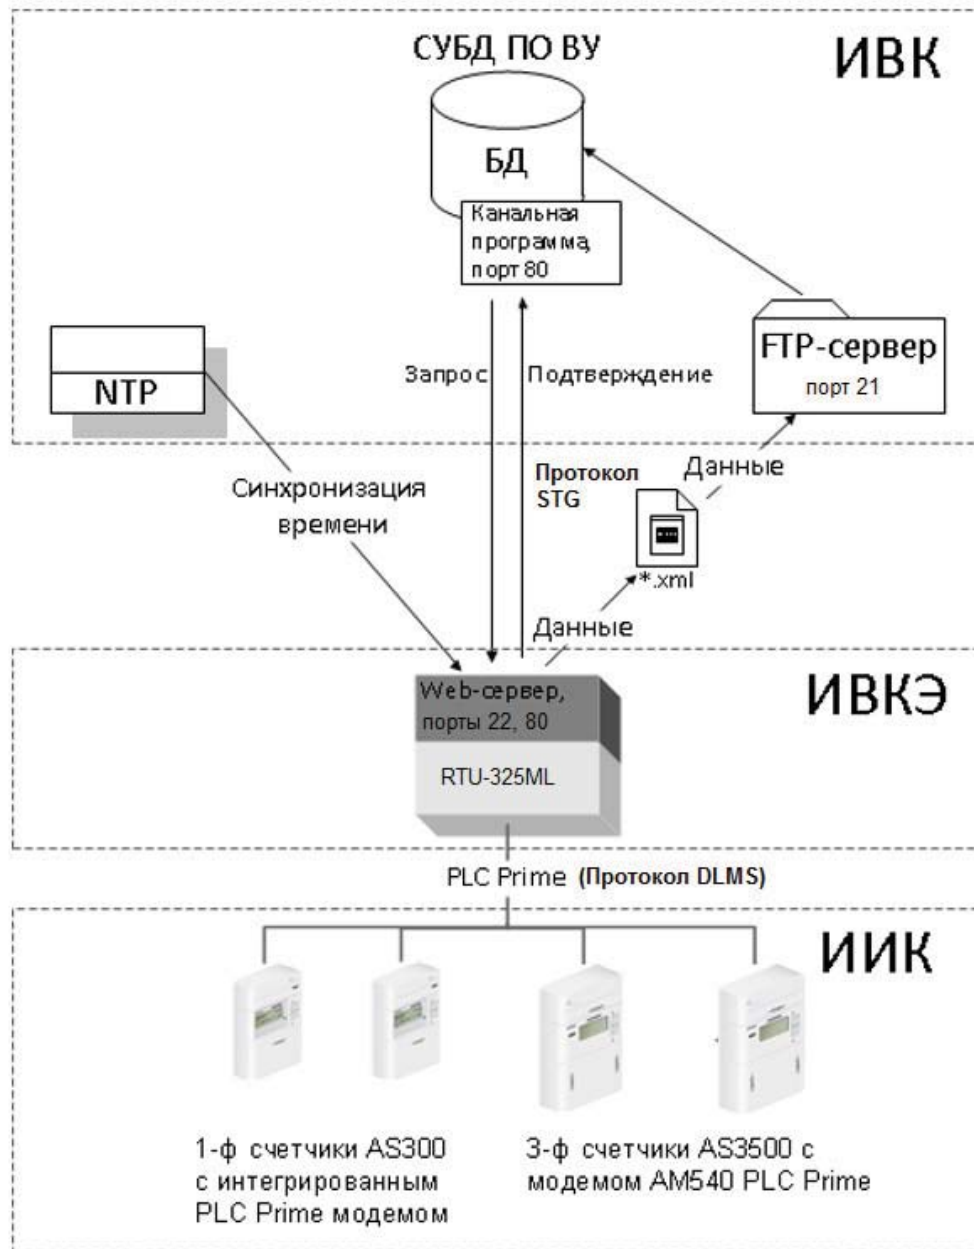 СУБД ПО ВУ
ИВК
БД
Канальная
программа,
порт 80
NTP
FTP-сервер
порт 21
Запрос
Подтверждение
Синхронизация
времени
Протокол
STG
Данные
*.xml
Данные
Web-сервер,
порты 22, 80
RTU-325ML
ИВКЭ
PLC Prime (Протокол DLMS)
ИИК
1-ф счетчики AS300
с интегрированным
PLC Prime модемом
3-ф счетчики AS3500 с
модемом AM540 PLC Prime